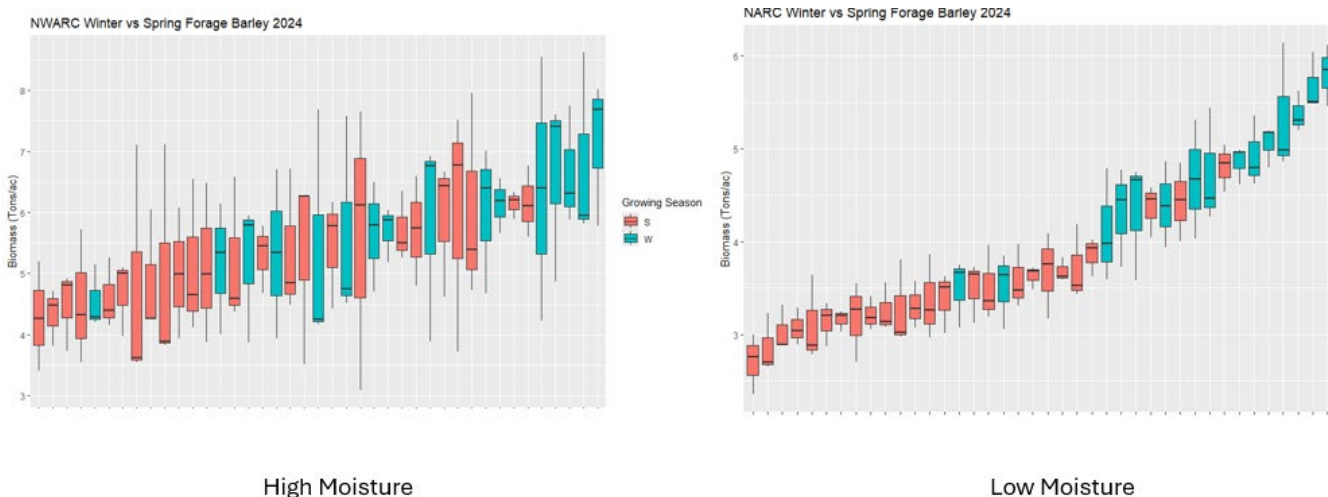 NWARC Winter vs Spring Forage Barley 2024
Biomass (Tons/ac)
8
7
6
5
4
3
Growing Season
S
W
High Moisture
NARC Winter vs Spring Forage Barley 2024
Biomass (Tons/ac)
6
5
4
3
Low Moisture